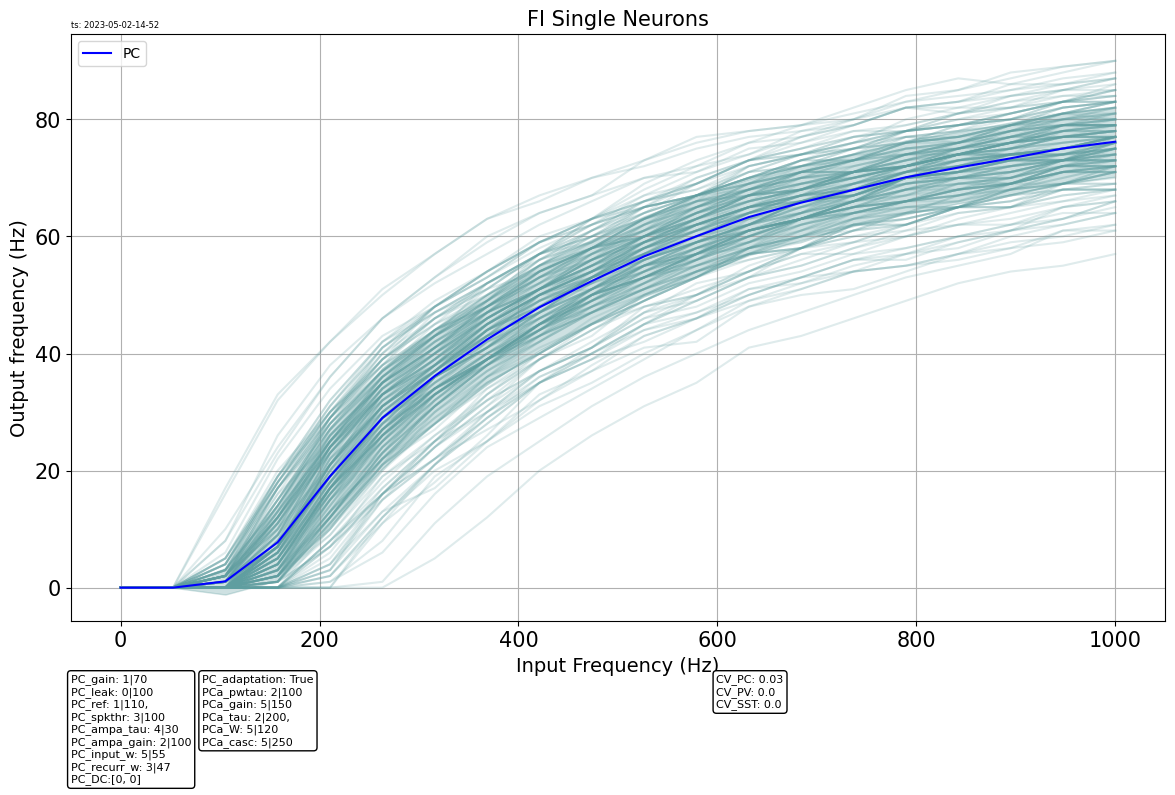 ts: 2023-05-02-14-52
FI Single Neurons
PC
Output frequency (Hz)
80
60
40
20
0
0 200 400 600 800 1000
Input Frequency (Hz)
PC_gain: 1|70
PC_leak: 0|100
PC_ref: 1|110,
PC_spkthr: 3|100
PC_ampa_tau: 4|30
PC_ampa_gain: 2|100
PC_input_w: 5|55
PC_recurr_w: 3|47
PC_DC:[0, 0]
PC_adaptation: True
PCa_pwtau: 2|100
PCa_gain: 5|150
PCa_tau: 2|200,
PCa_W: 5|120
PCa_casc: 5|250
CV_PC: 0.03
CV_PV: 0.0
CV_SST: 0.0